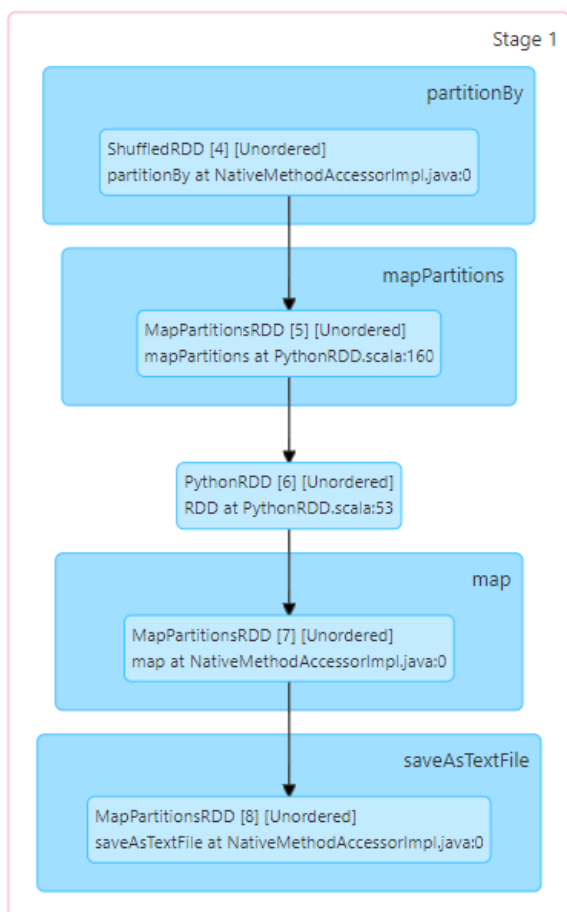 Stage 1
partitionBy
ShuffledRDD [4] [Unordered]
partitionBy at NativeMethodAccessorImpl.java:0
mapPartitions
MapPartitionsRDD [5] [Unordered]
mapPartitions at PythonRDD.scala:160
PythonRDD [6] [Unordered]
RDD at PythonRDD.scala:53
map
MapPartitionsRDD [7] [Unordered]
map at NativeMethodAccessorImpl.java:0
saveAsTextFile
MapPartitionsRDD [8] [Unordered]
saveAsTextFile at NativeMethodAccessorImpl.java:0